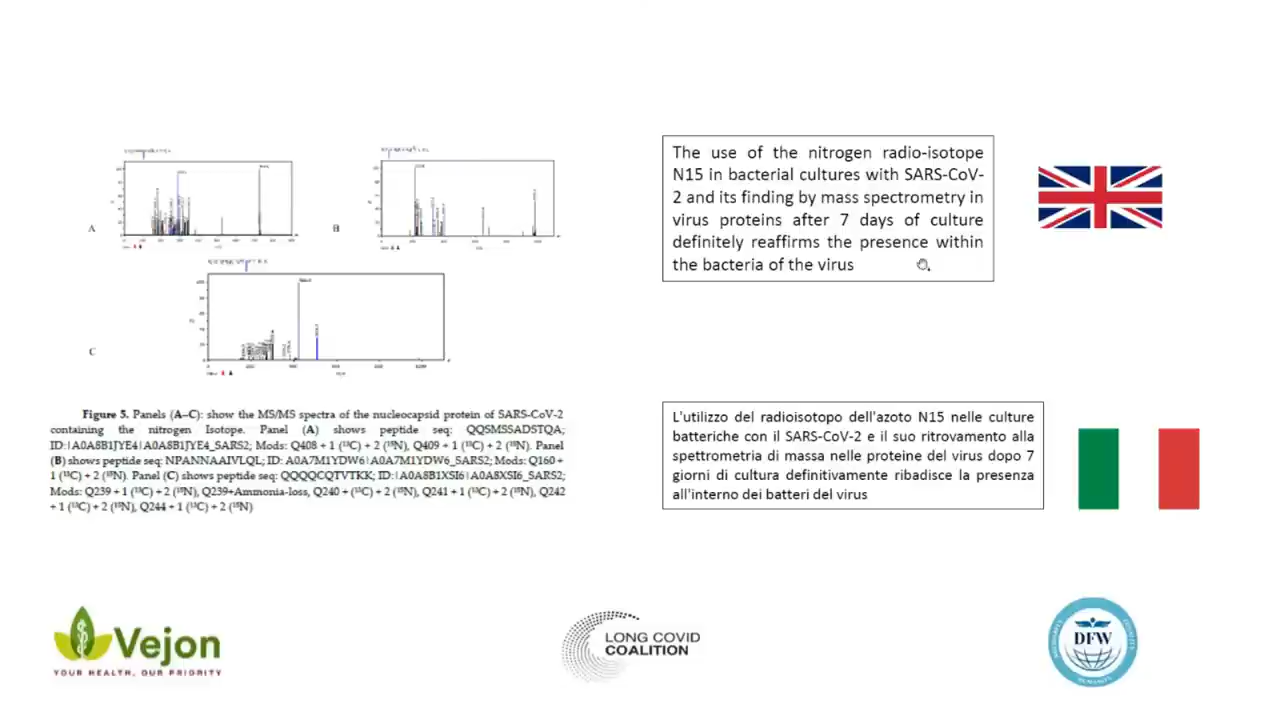 A
B
C
Figure 5. Panels (A–C): show the MS/MS spectra of the nucleocapsid protein of SARS-CoV-2
containing the nitrogen Isotope. Panel (A) shows peptide seq: QQSMSSADSTQA;
ID:|A0A8B1JYE4|A0A8B1JYE4_SARS2; Mods: Q408 + 1 (¹³C) + 2 (¹⁵N), Q409 + 1 (¹³C) + 2 (¹⁵N). Panel
(B) shows peptide seq: NPANNAAIVLQL; ID: A0A7M1YDW6|A0A7M1YDW6_SARS2; Mods: Q160 +
1 (¹³C) + 2 (¹⁵N). Panel (C) shows peptide seq: QQQQCQTVTKK; ID:|A0A8B1XSI6|A0A8XSI6_SARS2;
Mods: Q239 + 1 (¹³C) + 2 (¹⁵N), Q239+Ammonia-loss, Q240 + (¹³C) + 2 (¹⁵N), Q241 + 1 (¹³C) + 2 (¹⁵N), Q242
+ 1 (¹³C) + 2 (¹⁵N), Q244 + 1 (¹³C) + 2 (¹⁵N)
The use of the nitrogen radio-isotope
N15 in bacterial cultures with SARS-CoV-
2 and its finding by mass spectrometry in
virus proteins after 7 days of culture
definitely reaffirms the presence within
the bacteria of the virus
L'utilizzo del radioisotopo dell'azoto N15 nelle culture
batteriche con il SARS-CoV-2 e il suo ritrovamento alla
spettrometria di massa nelle proteine del virus dopo 7
giorni di cultura definitivamente ribadisce la presenza
all'interno dei batteri del virus
Vejon
YOUR HEALTH, OUR PRIORITY
LONG COVID
COALITION
DFW